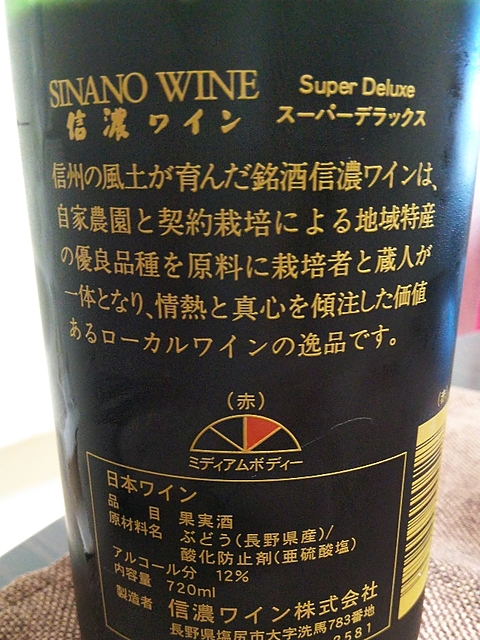 SINANO WINE Super Deluxe
信濃ワイン スーパーデラックス
信州の風土が育んだ銘酒信濃ワインは、
自家農園と契約栽培による地域特産
の優良品種を原料に栽培者と蔵人が
一体となり、情熱と真心を傾注した価値
あるローカルワインの逸品です。
(赤)
ミディアムボディー
日本ワイン
品 目 果実酒
原材料名 ぶどう(長野県産)/
酸化防止剤(亜硫酸塩)
アルコール分 12%
内容量 720ml
製造者 信濃ワイン株式会社
長野県塩尻市大字洗馬783番地
0581